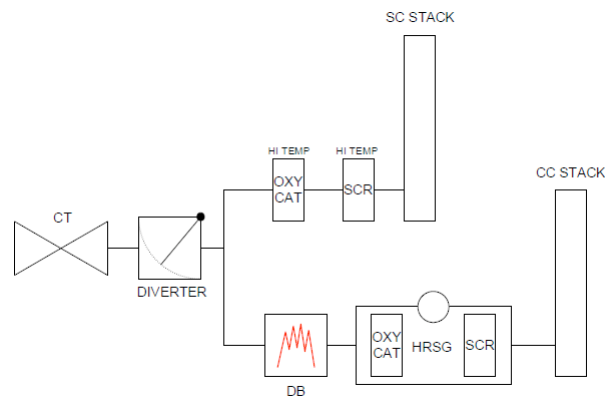 SC STACK
HI TEMP
HI TEMP
OXY
CAT
SCR
CC STACK
CT
DIVERTER
OXY
CAT
HRSG
SCR
DB